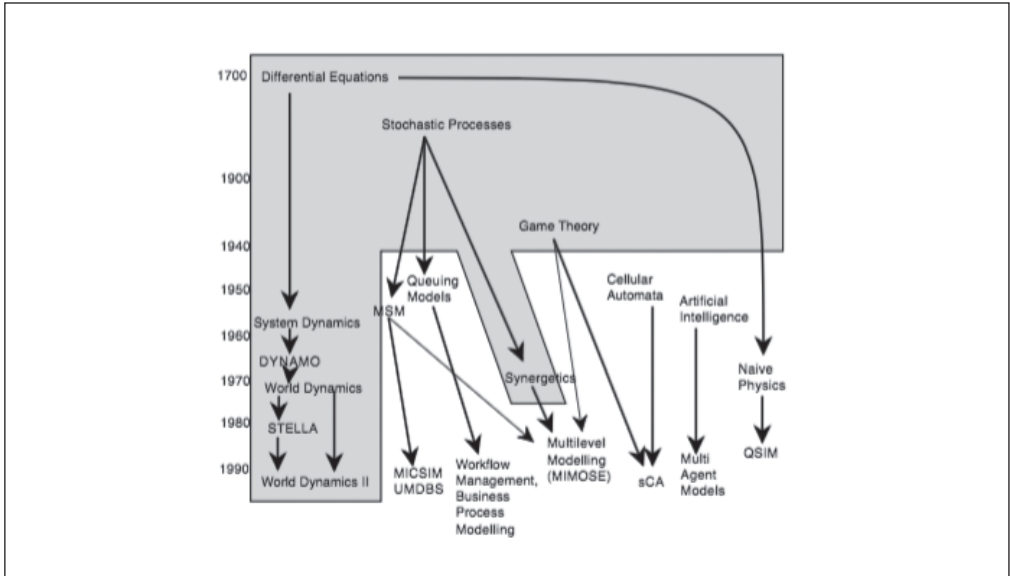 1700
Differential Equations
Stochastic Processes
1900
Game Theory
1940
Queuing
Models
Cellular
Automata
1950
Artificial
Intelligence
MSM
System Dynamics
1960
DYNAMO
Naive
Physics
1970
World Dynamics
Synergetics
1980
STELLA
Multilevel
Modelling
(MIMOSE)
QSIM
1990
World Dynamics II
MICSIM
UMDBS
Workflow
Management,
Business
Process
Modelling
sCA
Multi
Agent
Models